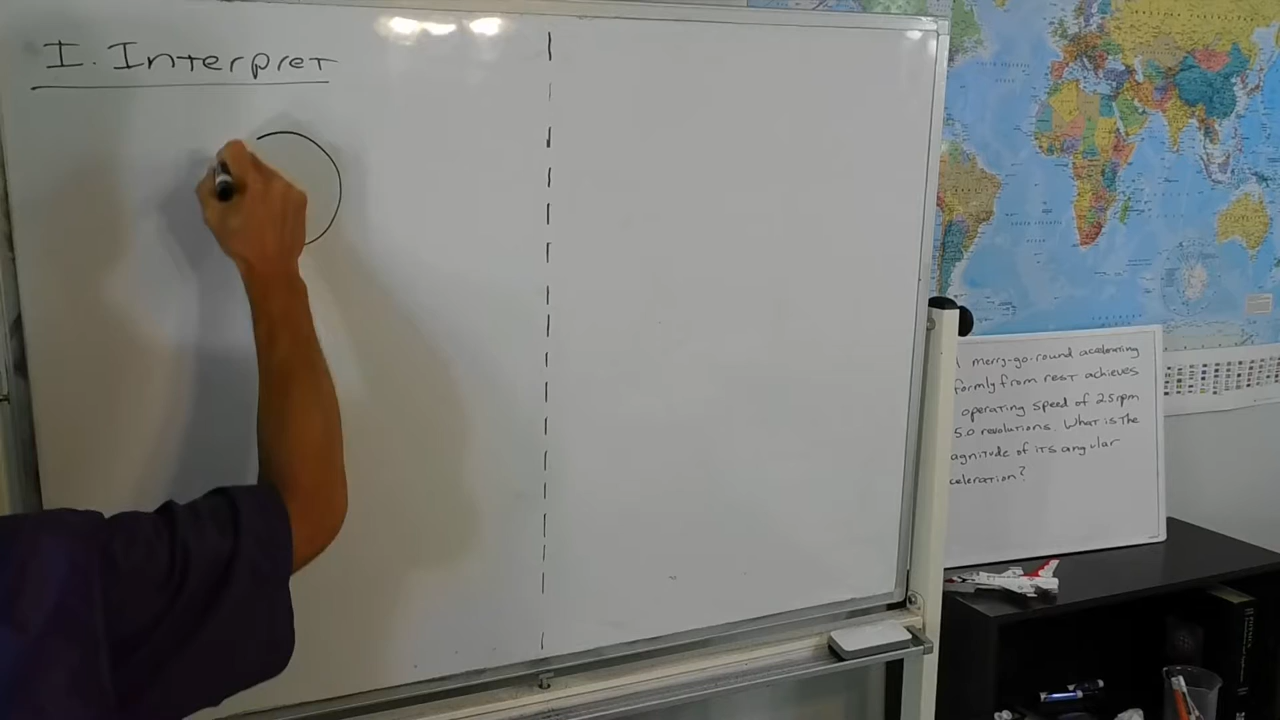 I. Interpret
merry-go-round accelerating
formly from rest achieves
operating speed of 2.5 rpm
5.0 revolutions. What is the
agnitude of its angular
celeration?